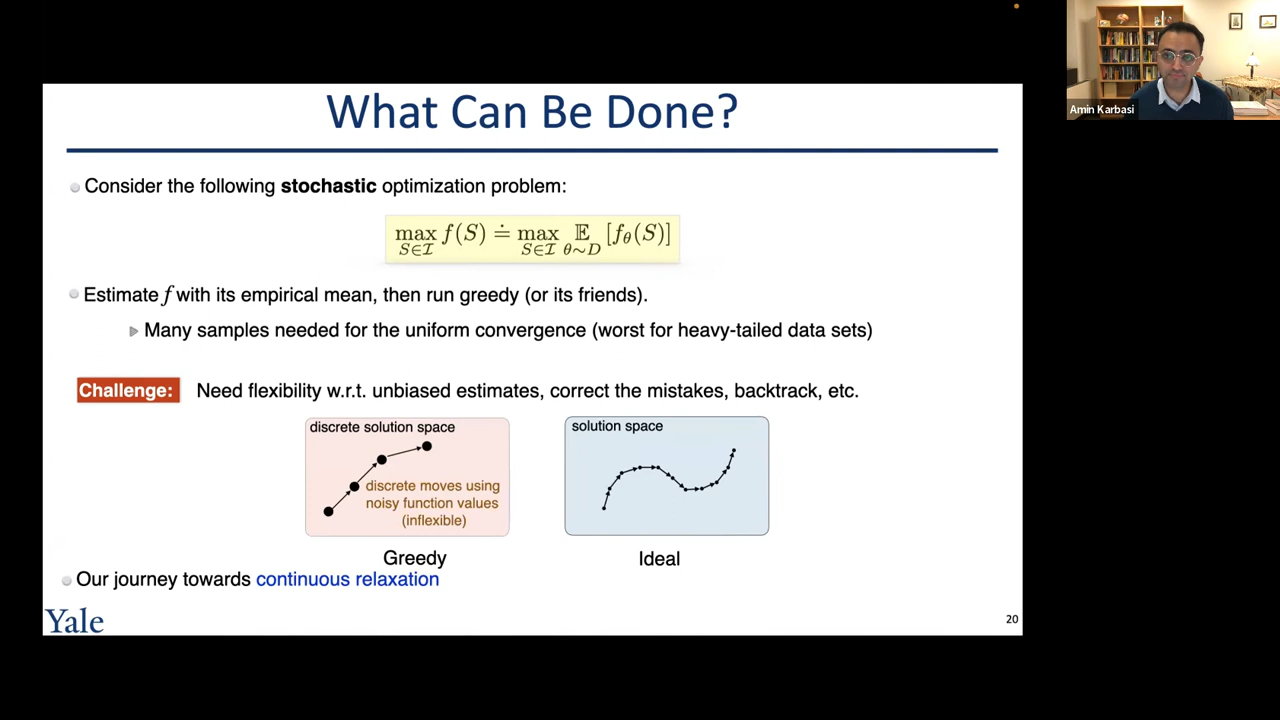 Amin Karbasi
What Can Be Done?
Consider the following stochastic optimization problem:
max_{S∈I} f(S) ≐ max_{S∈I} 𝔼_{θ∼D} [f_θ(S)]
Estimate f with its empirical mean, then run greedy (or its friends).
Many samples needed for the uniform convergence (worst for heavy-tailed data sets)
Challenge: Need flexibility w.r.t. unbiased estimates, correct the mistakes, backtrack, etc.
discrete solution space
discrete moves using
noisy function values
(inflexible)
Greedy
solution space
Ideal
Our journey towards continuous relaxation
Yale
20